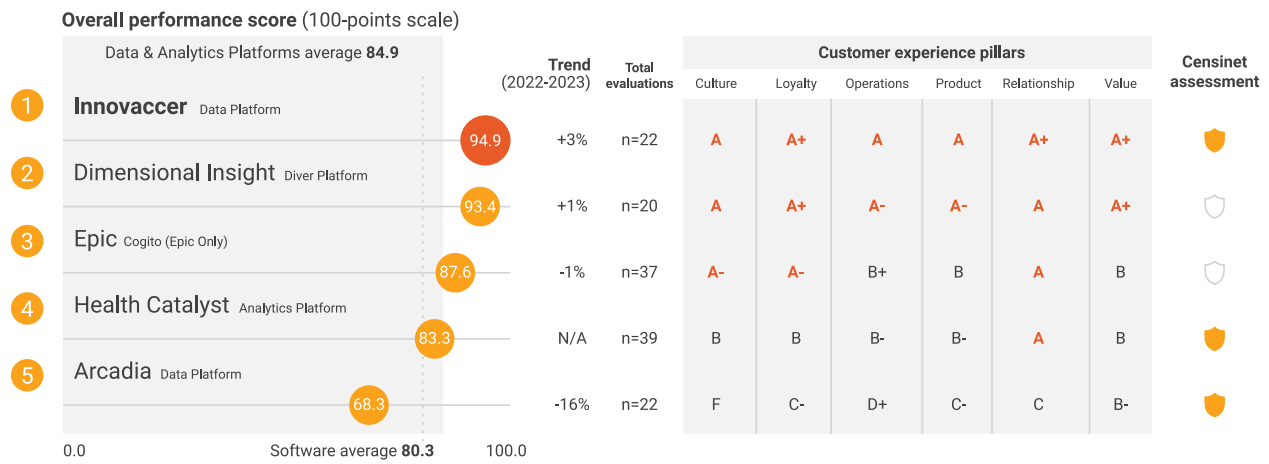 Overall performance score (100-points scale)
Data & Analytics Platforms average 84.9
Trend
(2022-2023)
Total
evaluations
Customer experience pillars
Culture Loyalty Operations Product Relationship Value
Censinet
assessment
1 Innovaccer Data Platform
94.9 +3% n=22 A A+ A A A+ A+
2 Dimensional Insight Diver Platform
93.4 +1% n=20 A A+ A- A- A A+
3 Epic Cogito (Epic Only)
87.6 -1% n=37 A- A- B+ B A B
4 Health Catalyst Analytics Platform
83.3 N/A n=39 B B B- B- A B
5 Arcadia Data Platform
68.3 -16% n=22 F C- D+ C- C B-
0.0 Software average 80.3 100.0